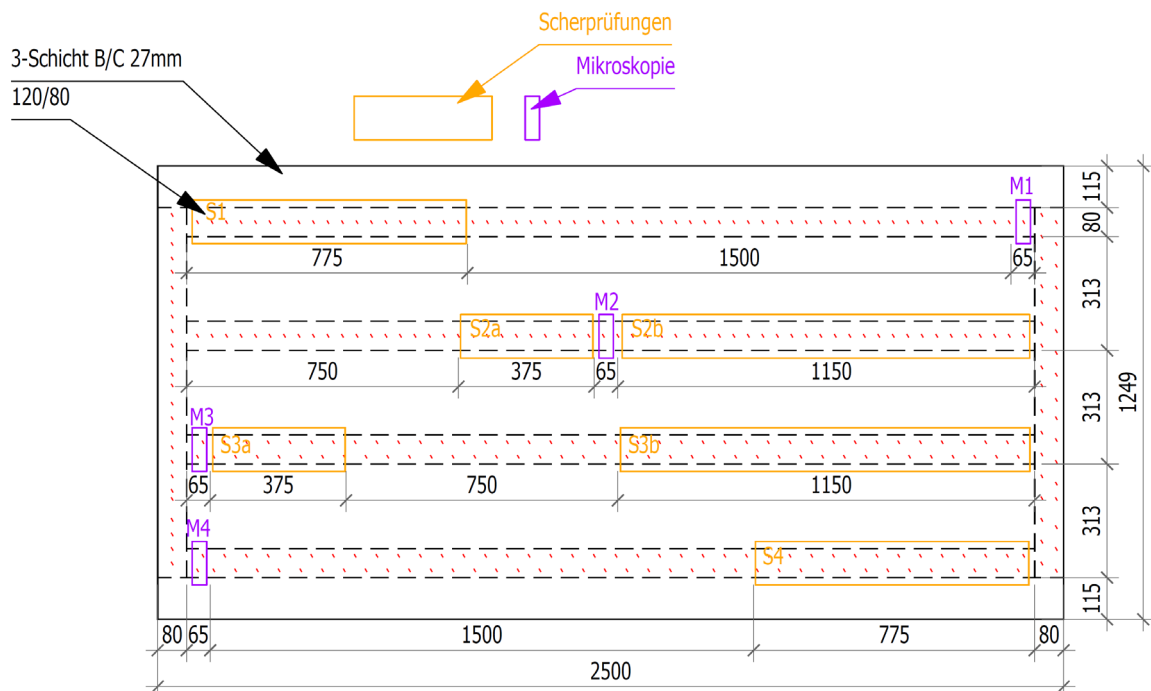 Scherprüfungen
3-Schicht B/C 27mm
Mikroskopie
120/80
S1
M1
115
80
775
1500
65
313
M2
S2a
S2b
750
375
65
1150
313
1249
M3
S3a
S3b
65
375
750
1150
313
M4
S4
115
80
65
1500
775
80
2500